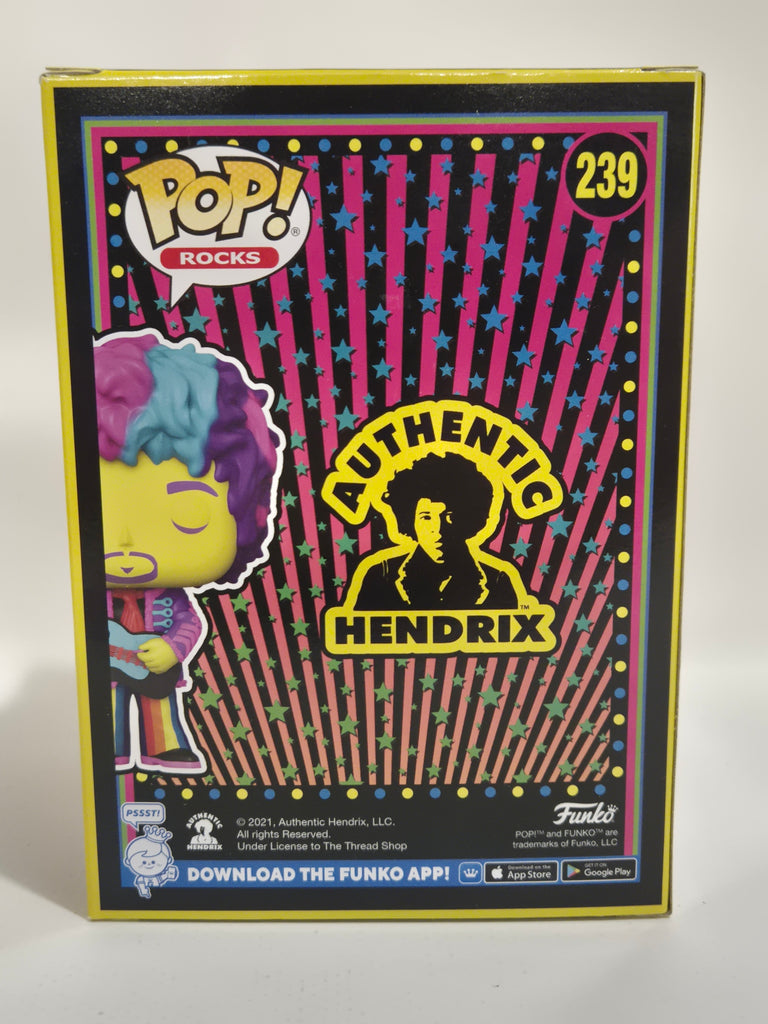 POP!®
ROCKS
239
AUTHENTIC
HENDRIX™
PSSST!
AUTHENTIC
HENDRIX
© 2021, Authentic Hendrix, LLC.
All rights Reserved.
Under License to The Thread Shop
Funko
POP!™ and FUNKO™ are
trademarks of Funko, LLC
DOWNLOAD THE FUNKO APP!
Download on the
App Store
GET IT ON
Google Play